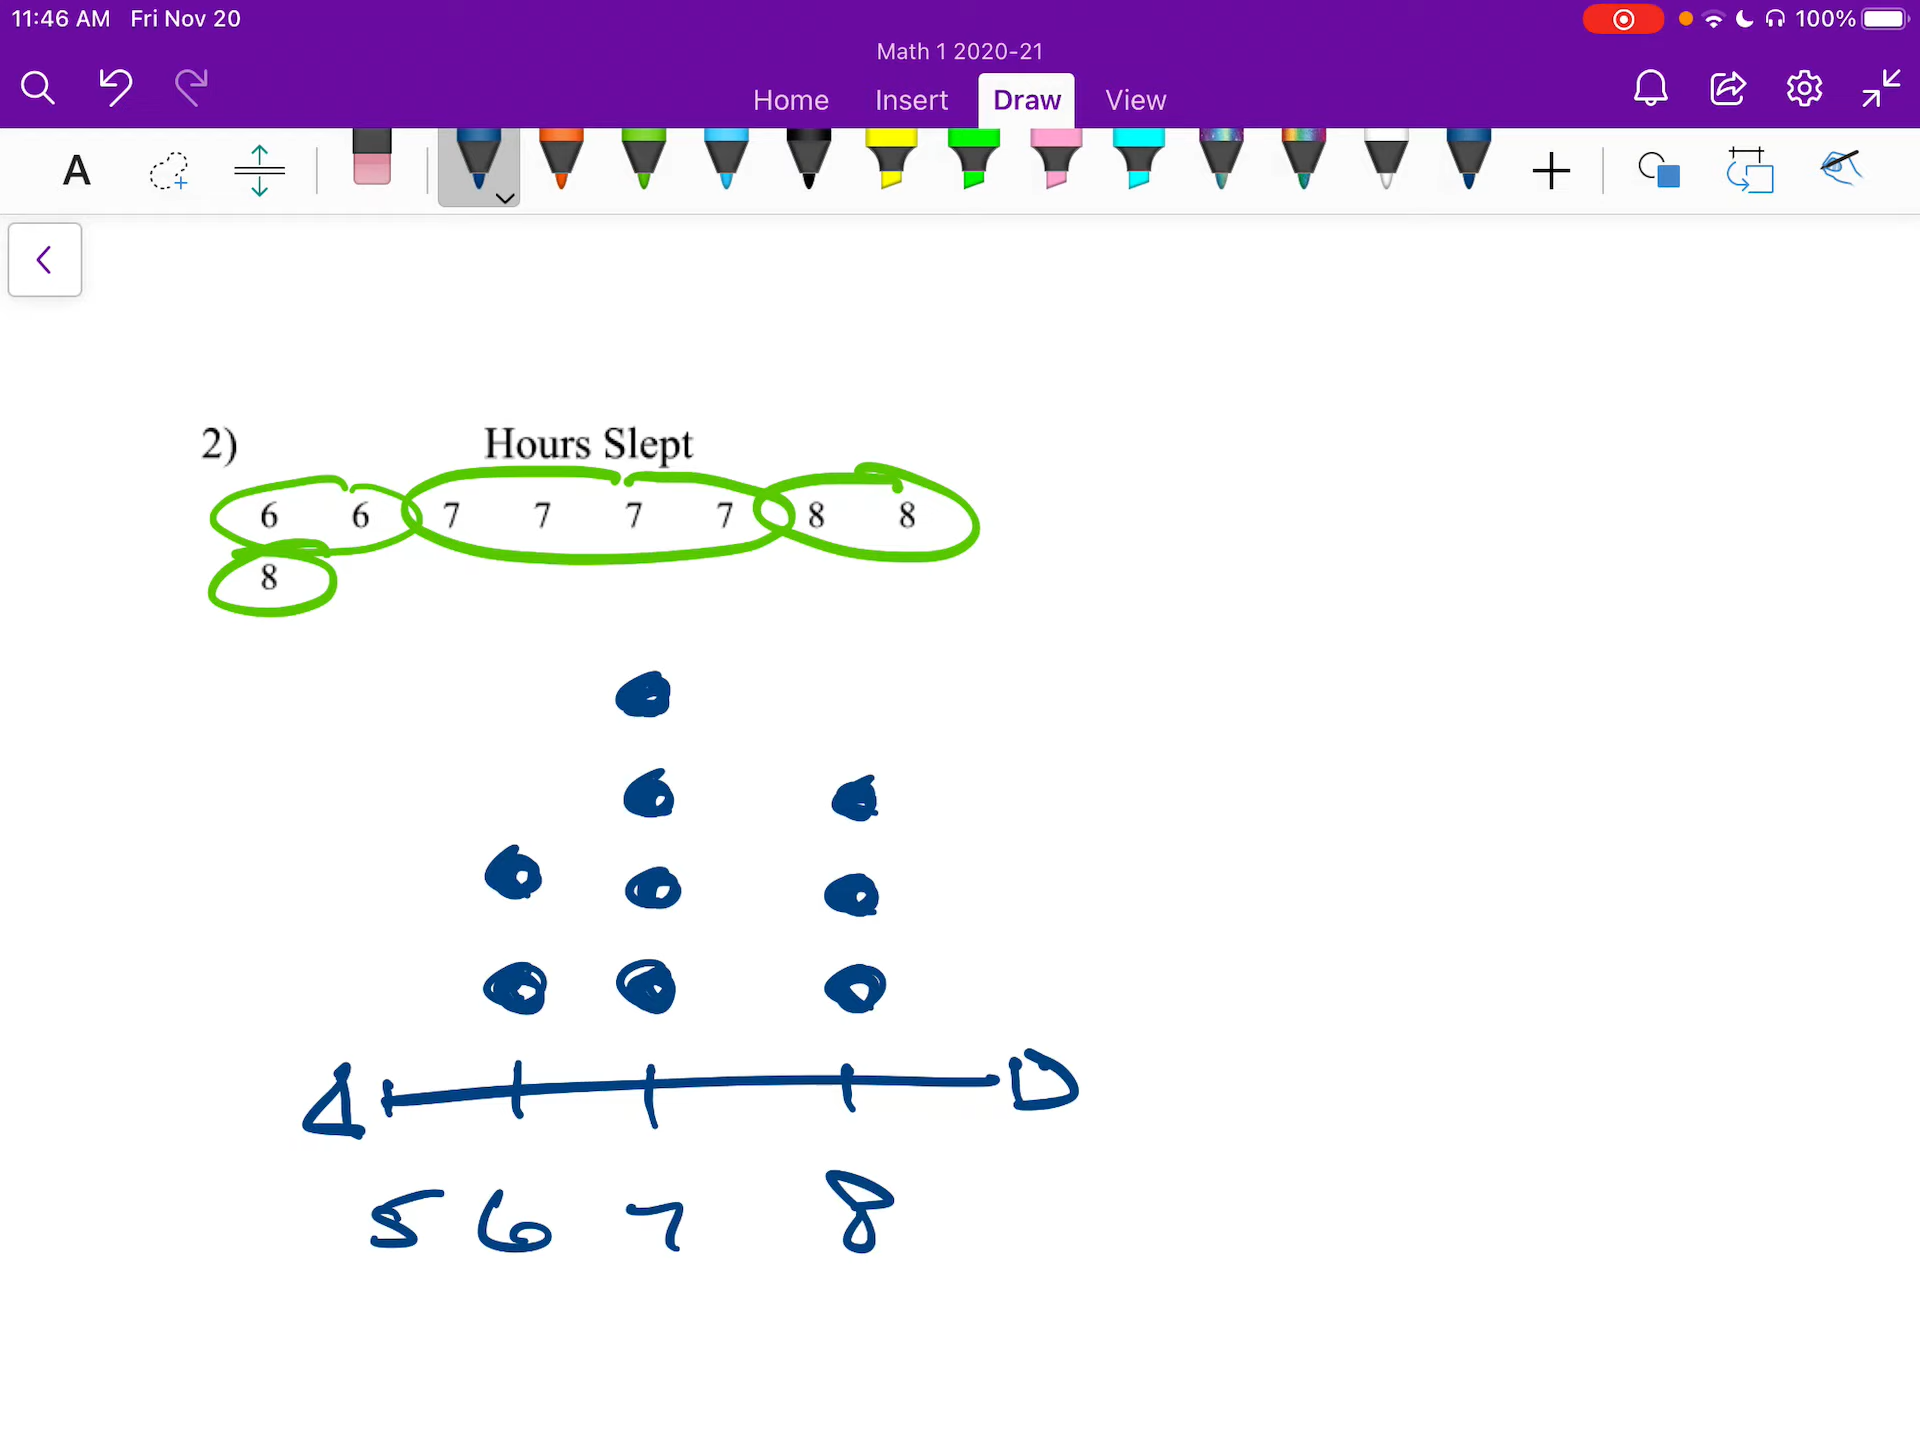 11:46 AM Fri Nov 20
100%
Math 1 2020-21
Home Insert Draw View
A
2) Hours Slept
6 6 7 7 7 7 8 8
8
5 6 7 8